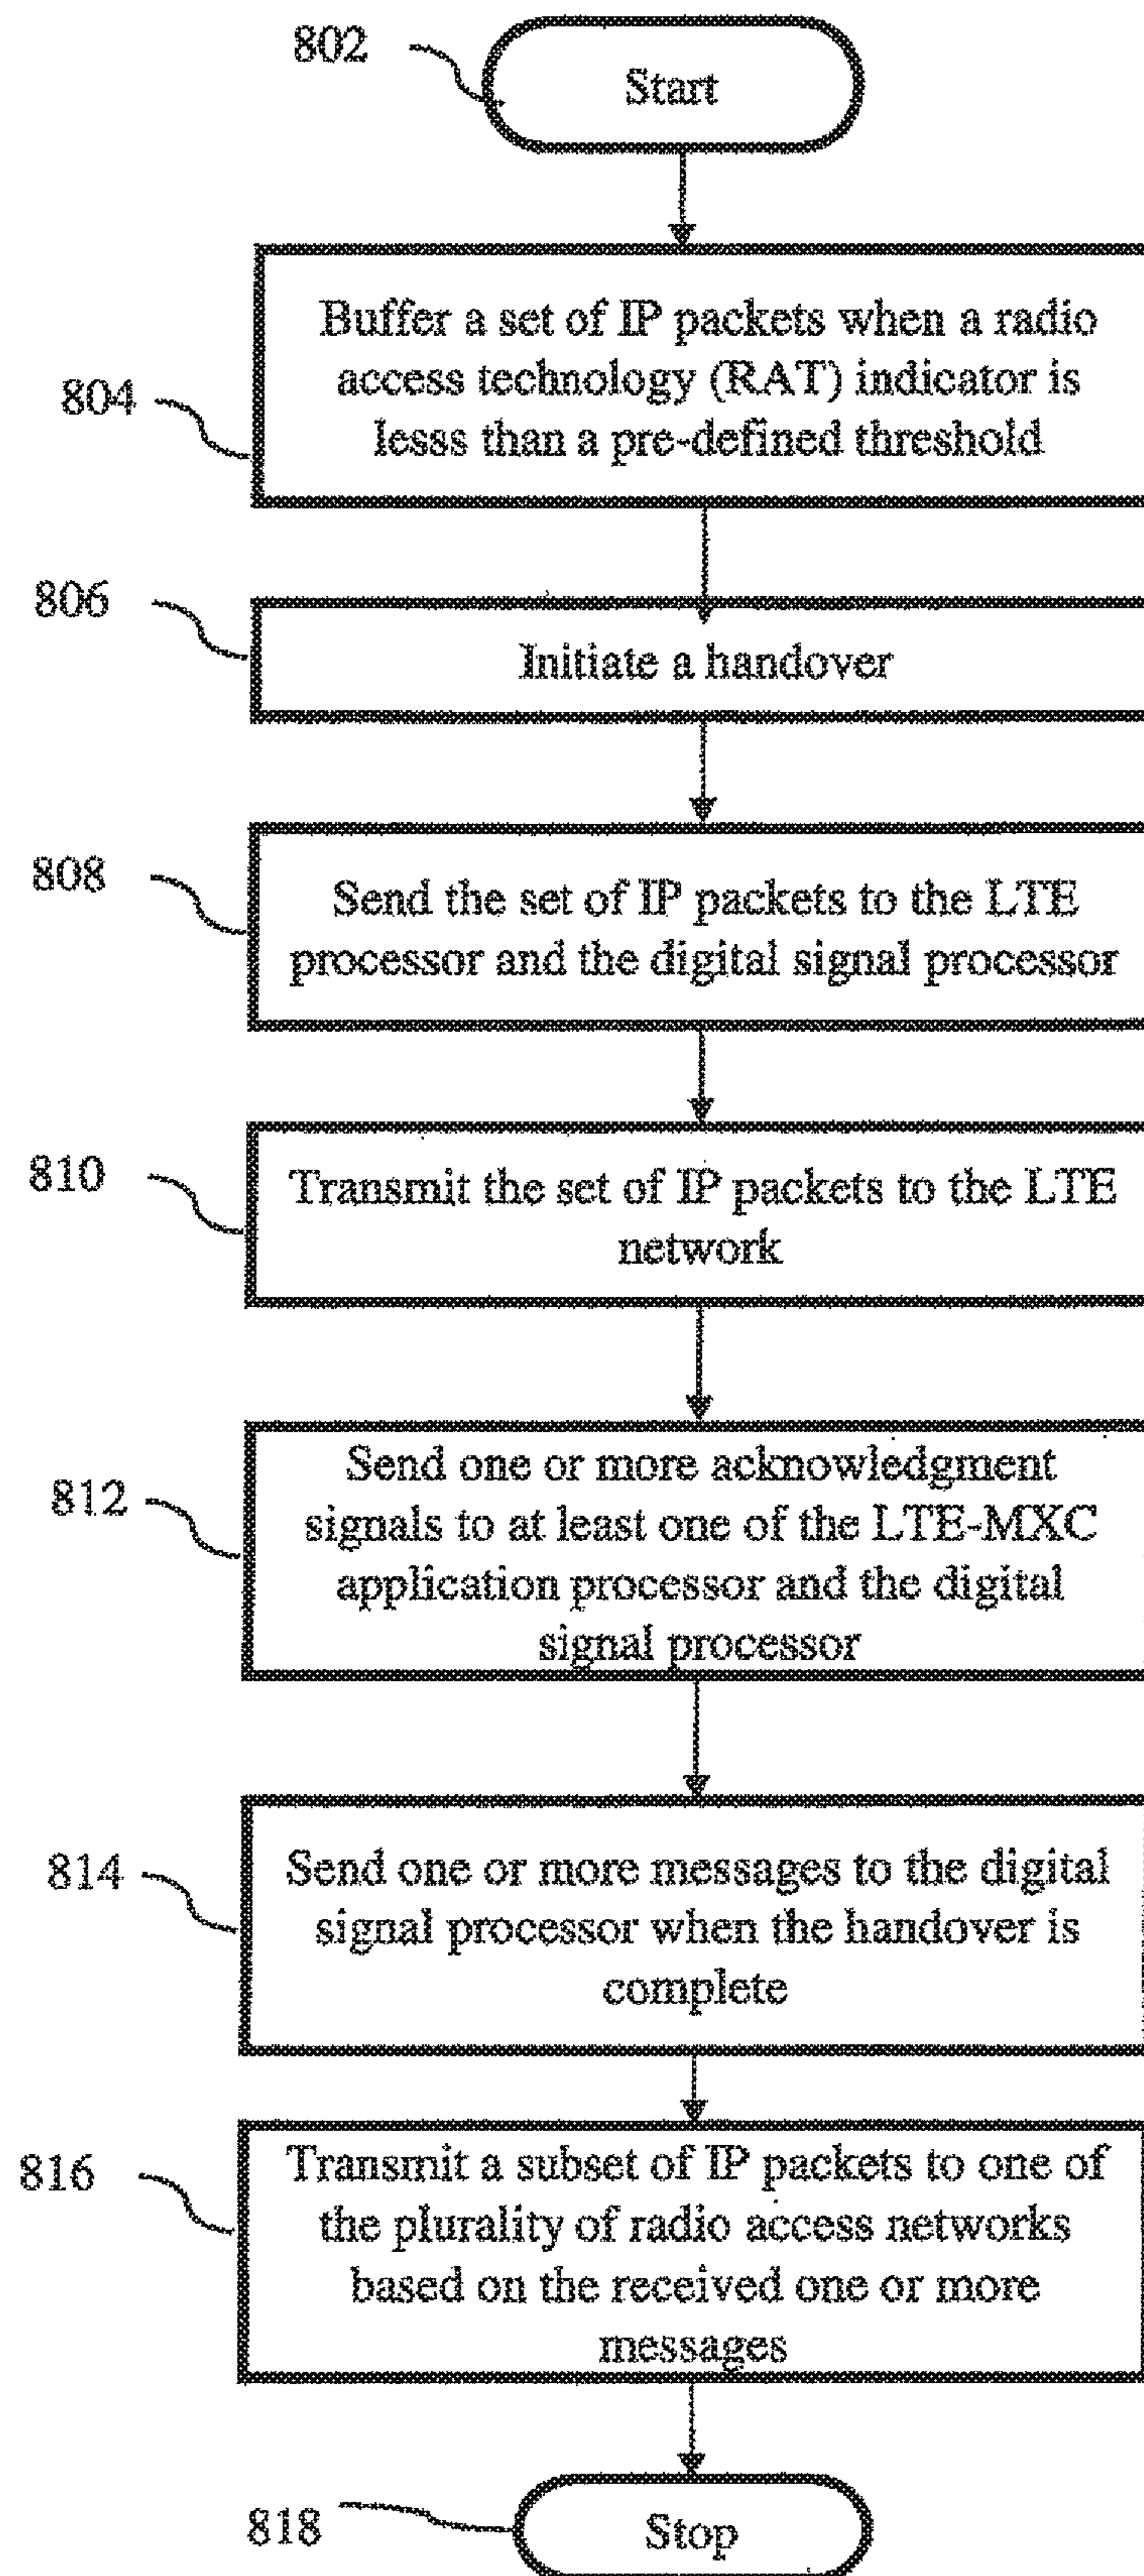 802
Start
804
Buffer a set of IP packets when a radio
access technology (RAT) indicator is
lesss than a pre-defined threshold
806
Initiate a handover
808
Send the set of IP packets to the LTE
processor and the digital signal processor
810
Transmit the set of IP packets to the LTE
network
812
Send one or more acknowledgment
signals to at least one of the LTE-MXC
application processor and the digital
signal processor
814
Send one or more messages to the digital
signal processor when the handover is
complete
816
Transmit a subset of IP packets to one of
the plurality of radio access networks
based on the received one or more
messages
818
Stop